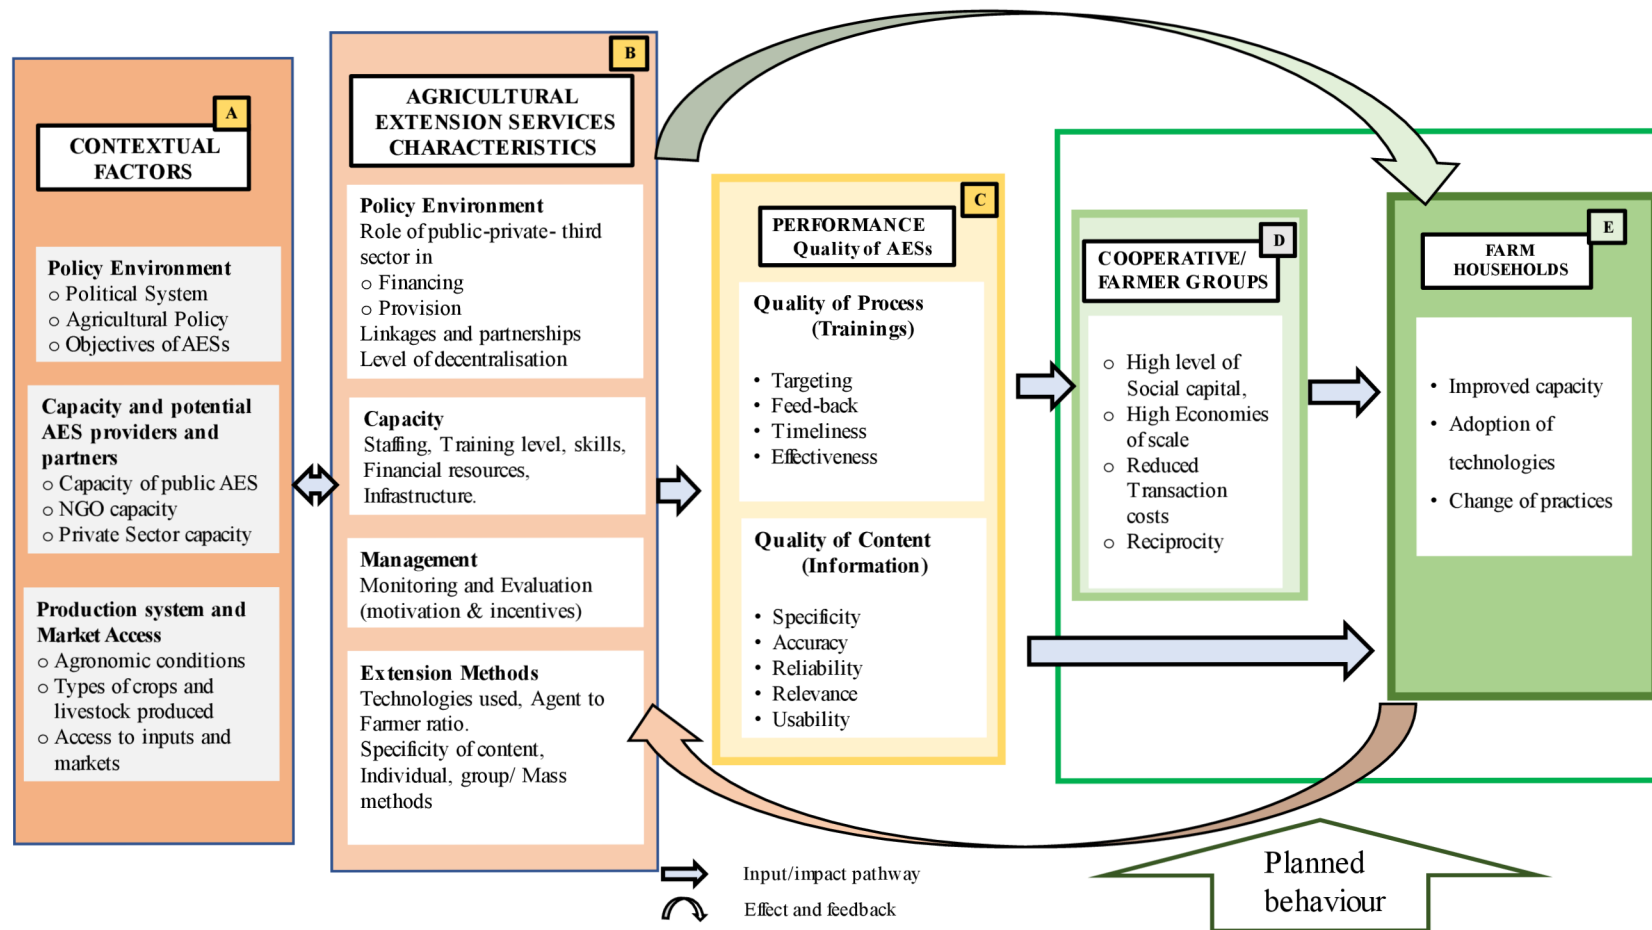 A
CONTEXTUAL
FACTORS
Policy Environment
o Political System
o Agricultural Policy
o Objectives of AESs
Capacity and potential
AES providers and
partners
o Capacity of public AES
o NGO capacity
o Private Sector capacity
Production system and
Market Access
o Agronomic conditions
o Types of crops and
livestock produced
o Access to inputs and
markets
B
AGRICULTURAL
EXTENSION SERVICES
CHARACTERISTICS
Policy Environment
Role of public-private- third
sector in
o Financing
o Provision
Linkages and partnerships
Level of decentralisation
Capacity
Staffing, Training level, skills,
Financial resources,
Infrastructure.
Management
Monitoring and Evaluation
(motivation & incentives)
Extension Methods
Technologies used, Agent to
Farmer ratio.
Specificity of content,
Individual, group/ Mass
methods
C
PERFORMANCE
Quality of AESs
Quality of Process
(Trainings)
• Targeting
• Feed-back
• Timeliness
• Effectiveness
Quality of Content
(Information)
• Specificity
• Accuracy
• Reliability
• Relevance
• Usability
D
COOPERATIVE/
FARMER GROUPS
o High level of
Social capital,
o High Economies
of scale
o Reduced
Transaction
costs
o Reciprocity
E
FARM
HOUSEHOLDS
• Improved capacity
• Adoption of
technologies
• Change of practices
Input/impact pathway
Effect and feedback
Planned
behaviour